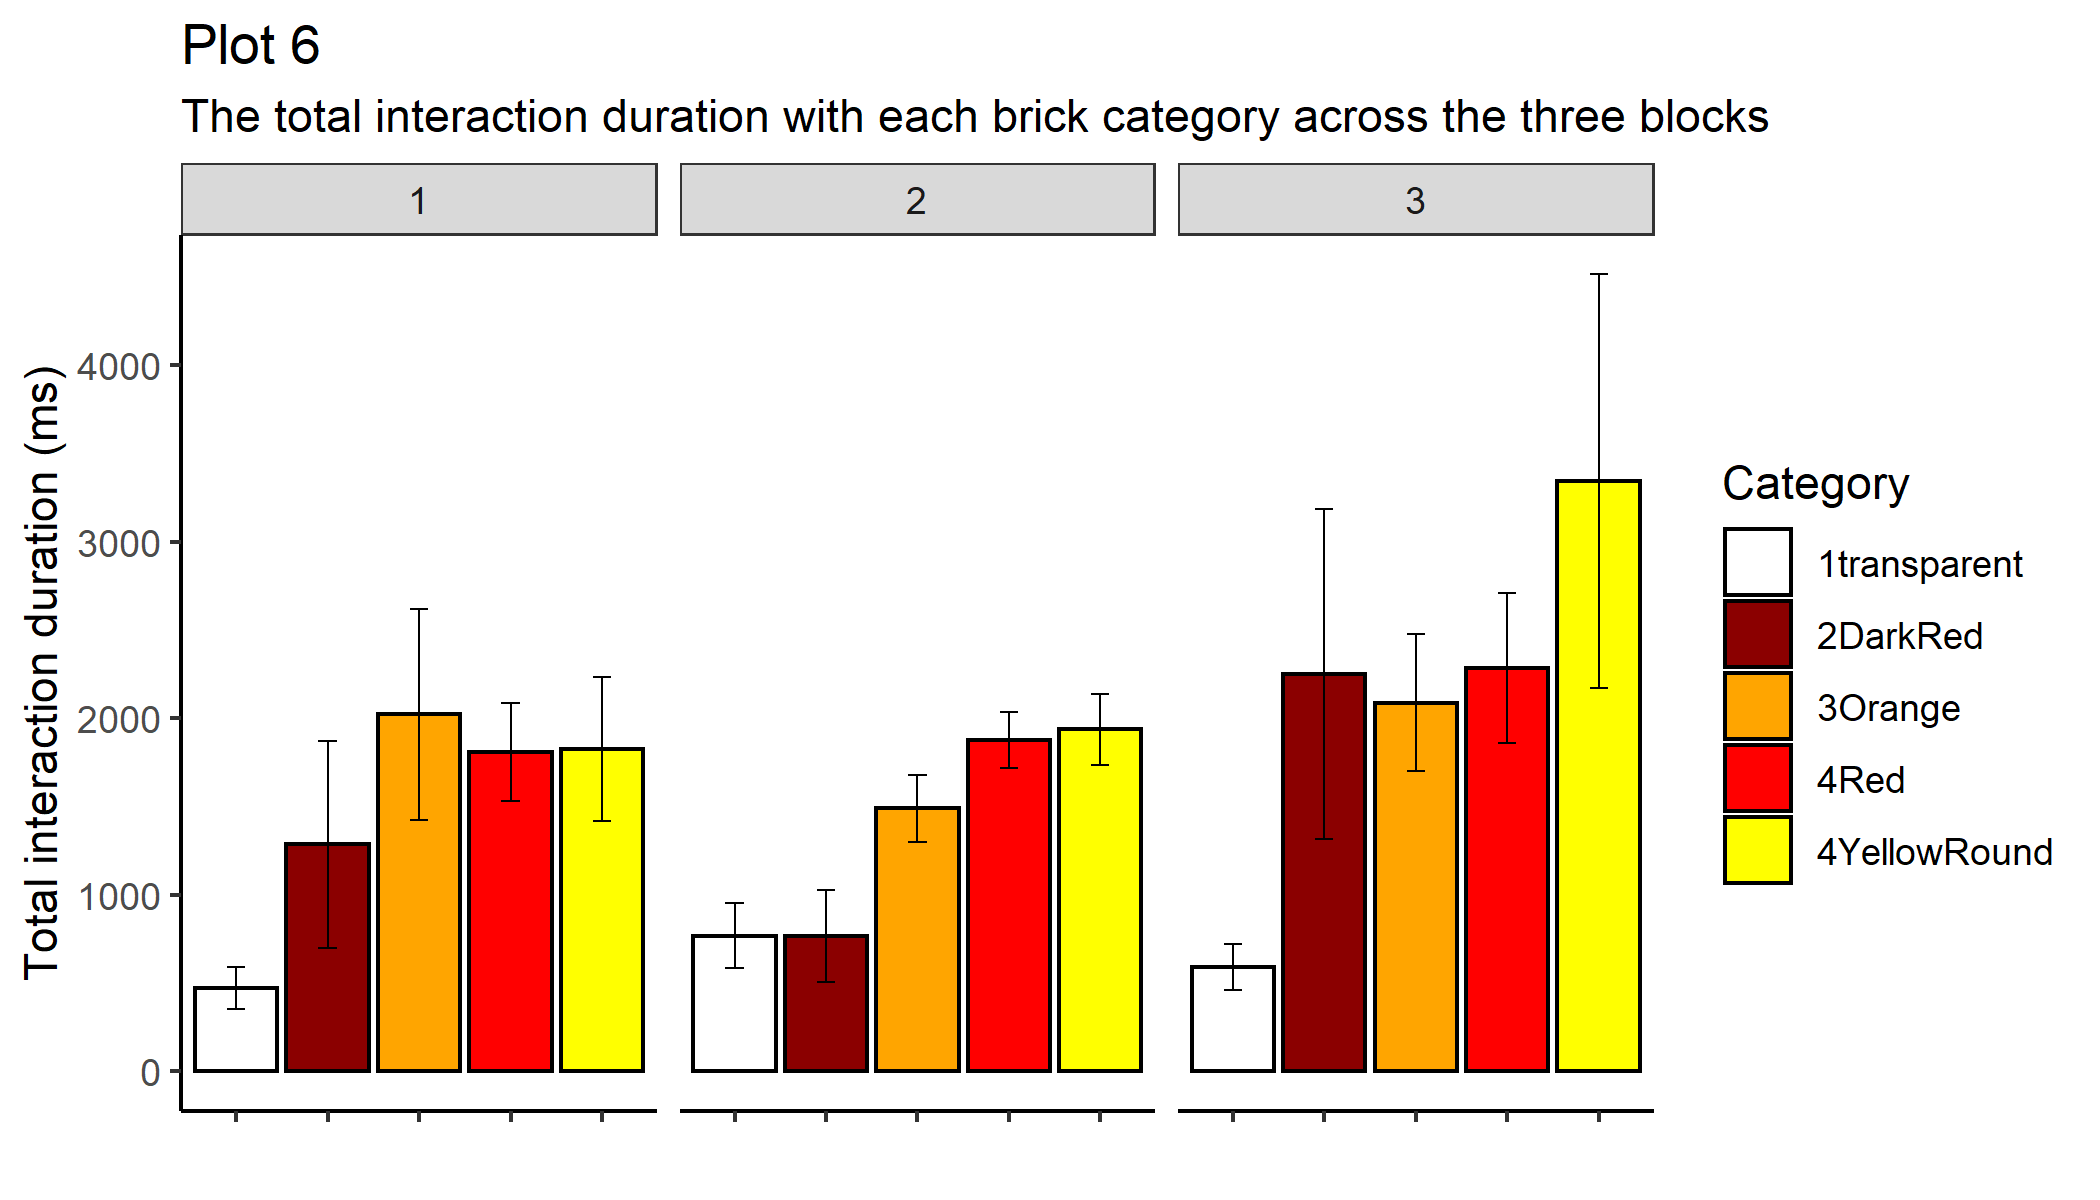 Plot 6
The total interaction duration with each brick category across the three blocks
1
2
3
Total interaction duration (ms)
4000
3000
2000
1000
0
Category
1transparent
2DarkRed
3Orange
4Red
4YellowRound